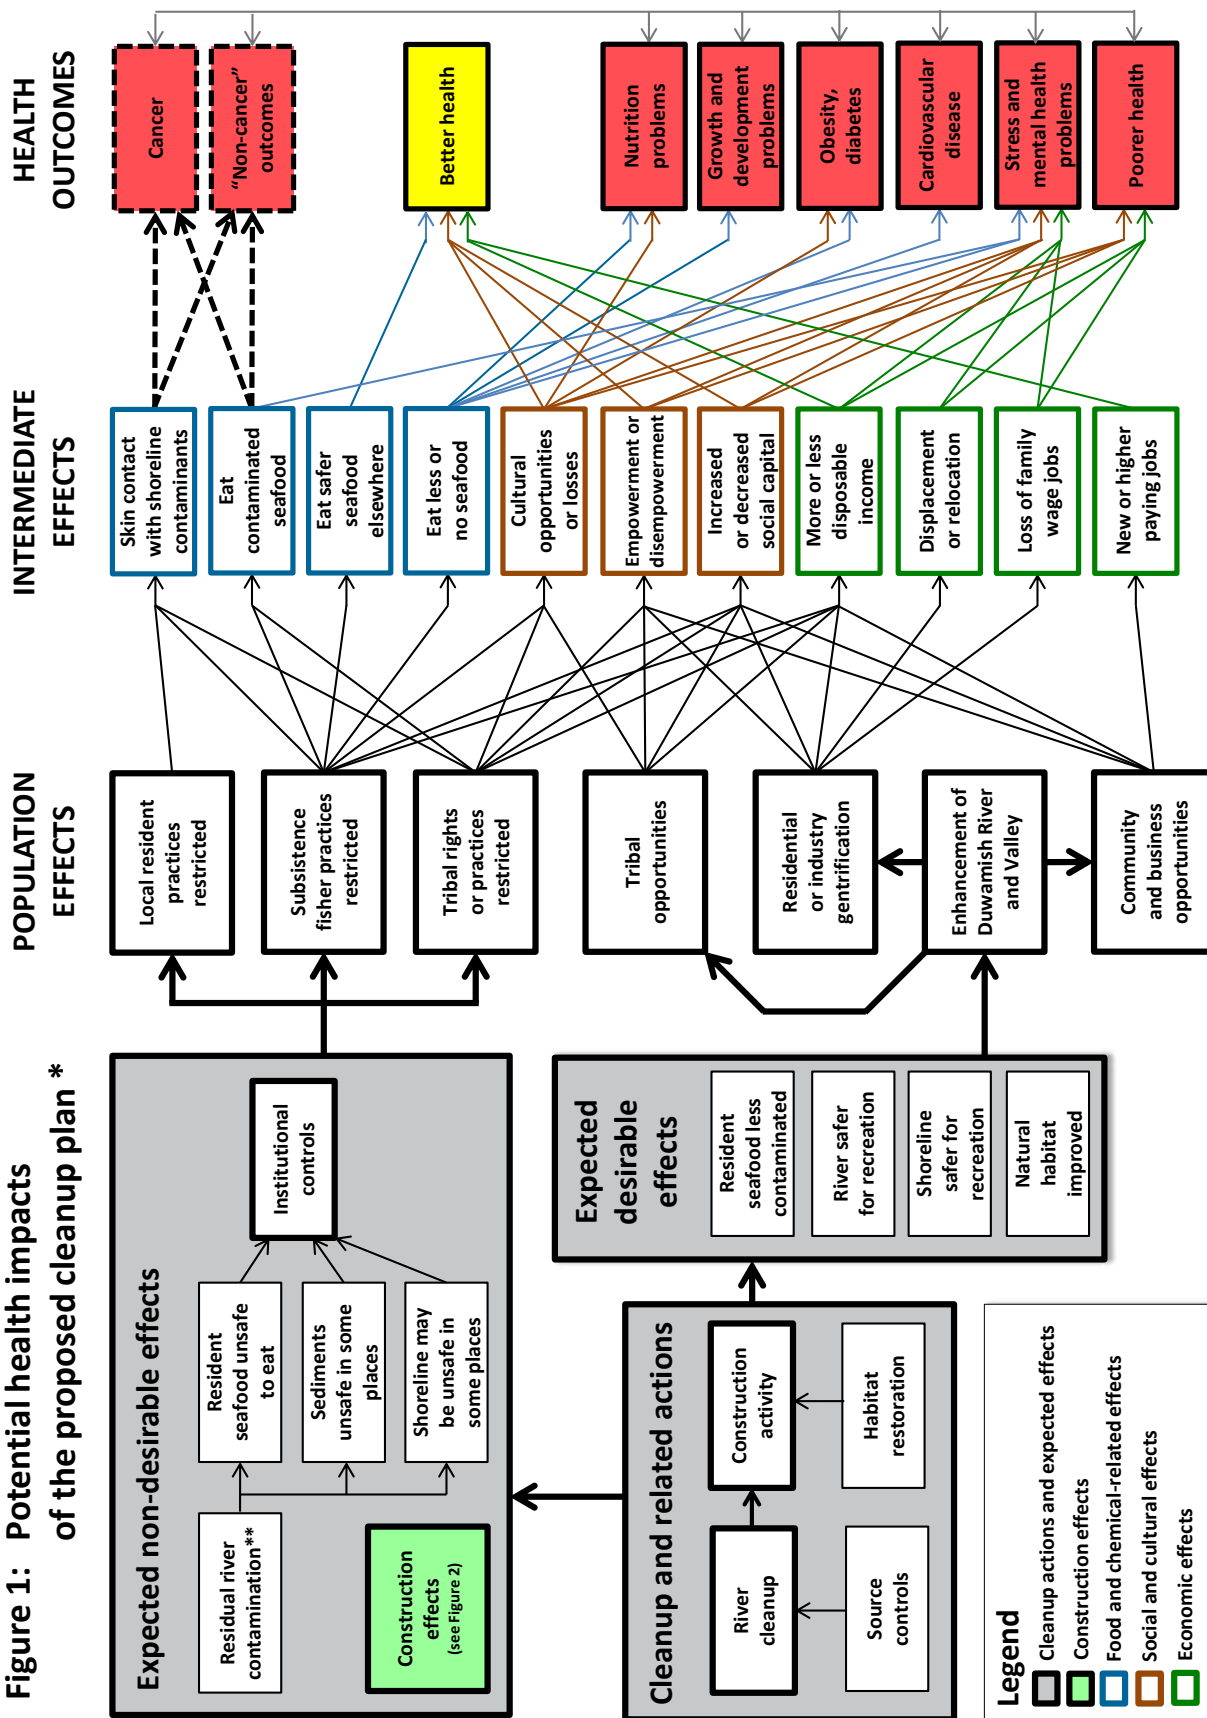 Figure 1:  Potential health impacts
of the proposed cleanup plan *
Expected non-desirable effects
Residual river
contamination**
Construction
effects
(see Figure 2)
Resident
seafood unsafe
to eat
Sediments
unsafe in some
places
Shoreline may
be unsafe in
some places
Institutional
controls
Cleanup and related actions
River
cleanup
Source
controls
Construction
activity
Habitat
restoration
Expected
desirable
effects
Resident
seafood less
contaminated
River safer
for recreation
Shoreline
safer for
recreation
Natural
habitat
improved
Legend
Cleanup actions and expected effects
Construction effects
Food and chemical-related effects
Social and cultural effects
Economic effects
POPULATION
EFFECTS
Local resident
practices
restricted
Subsistence
fisher practices
restricted
Tribal rights
or practices
restricted
Tribal
opportunities
Residential
or industry
gentrification
Enhancement of
Duwamish River
and Valley
Community
and business
opportunities
INTERMEDIATE
EFFECTS
Skin contact
with shoreline
contaminants
Eat
contaminated
seafood
Eat safer
seafood
elsewhere
Eat less or
no seafood
Cultural
opportunities
or losses
Empowerment or
disempowerment
Increased
or decreased
social capital
More or less
disposable
income
Displacement
or relocation
Loss of family
wage jobs
New or higher
paying jobs
HEALTH
OUTCOMES
Cancer
“Non-cancer”
outcomes
Better health
Nutrition
problems
Growth and
development
problems
Obesity,
diabetes
Cardiovascular
disease
Stress and
mental health
problems
Poorer health